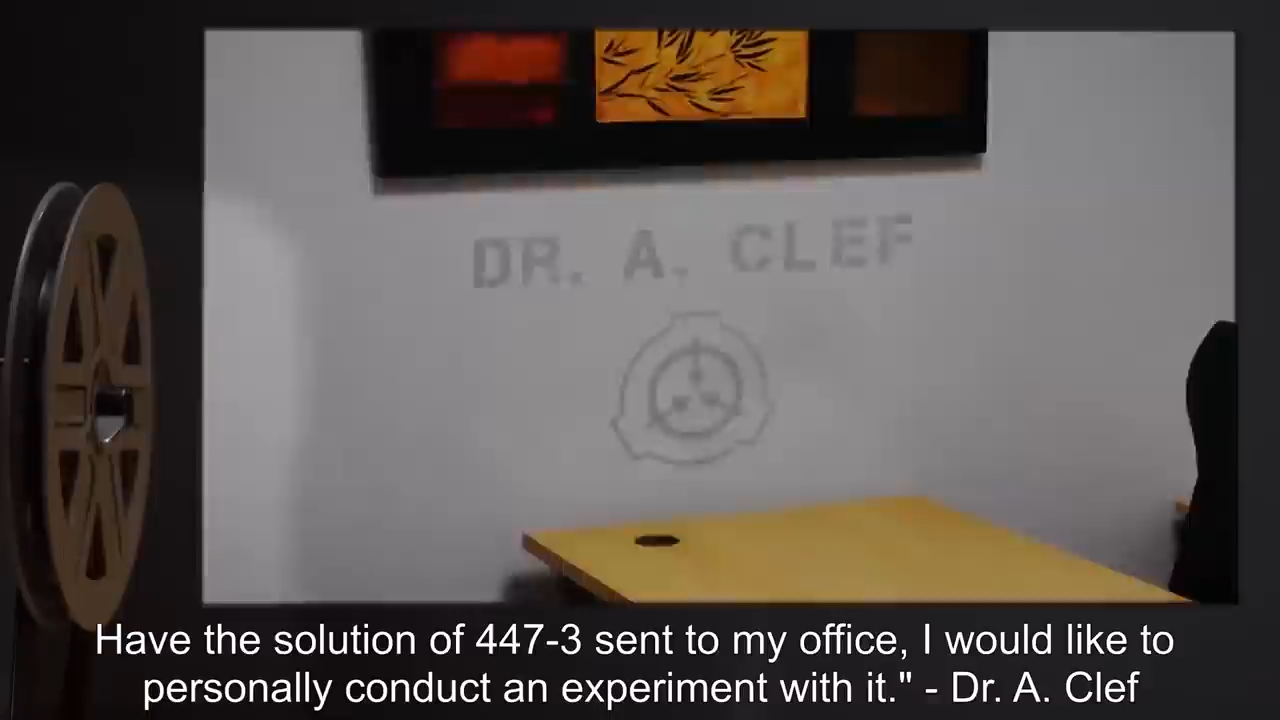 DR. A. CLEF
Have the solution of 447-3 sent to my office, I would like to
personally conduct an experiment with it." - Dr. A. Clef